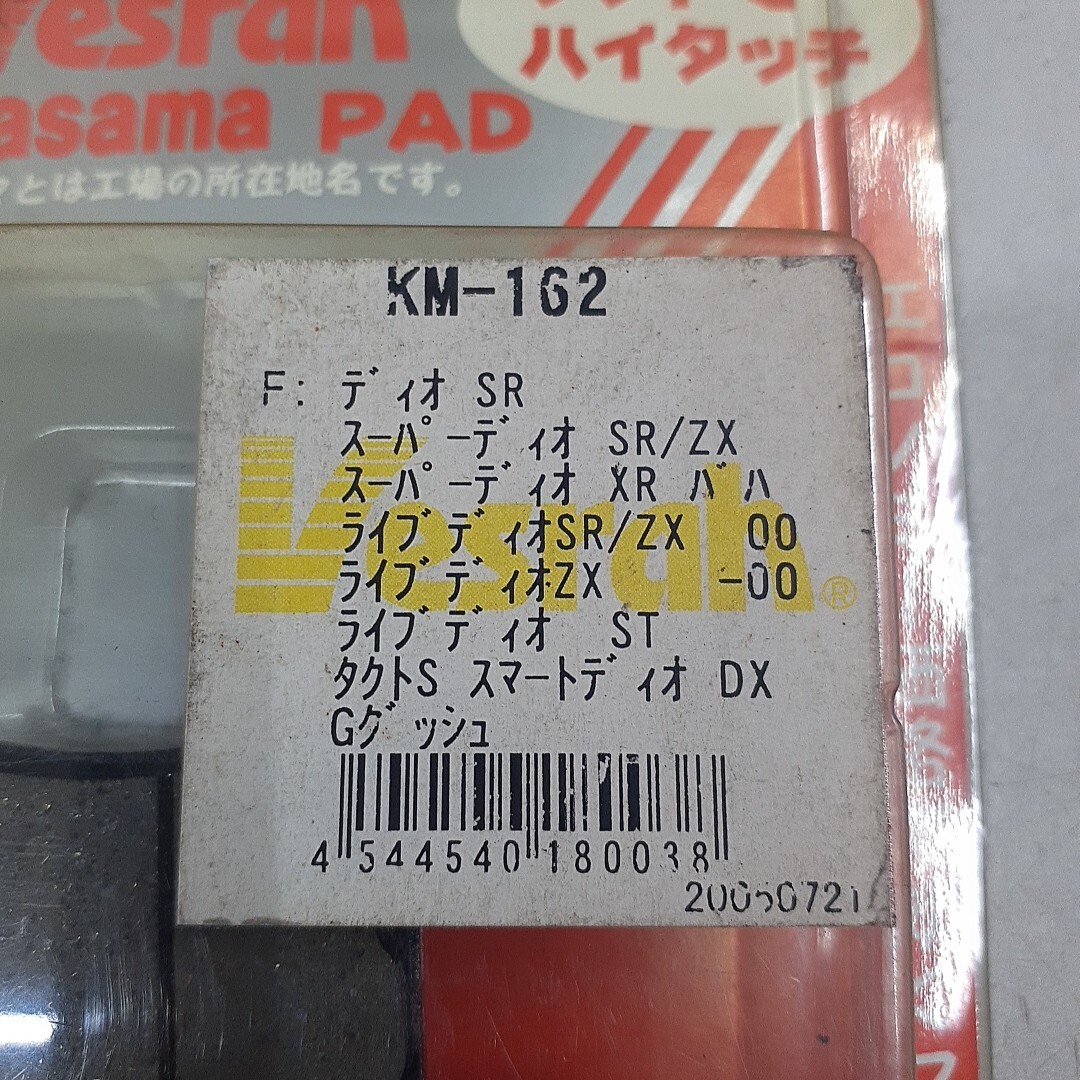 Vesrah
asama PAD
マとは工場の所在地名です。
ハイタッチ
KM-162
F: ディオ SR
スーパーディオ SR/ZX
スーパーディオ XR バハ
ライブディオSR/ZX 00
ライブディオZX -00
ライブディオ ST
タクトS スマートディオ DX
Gダッシュ
Vesrah®
4 544540 180038